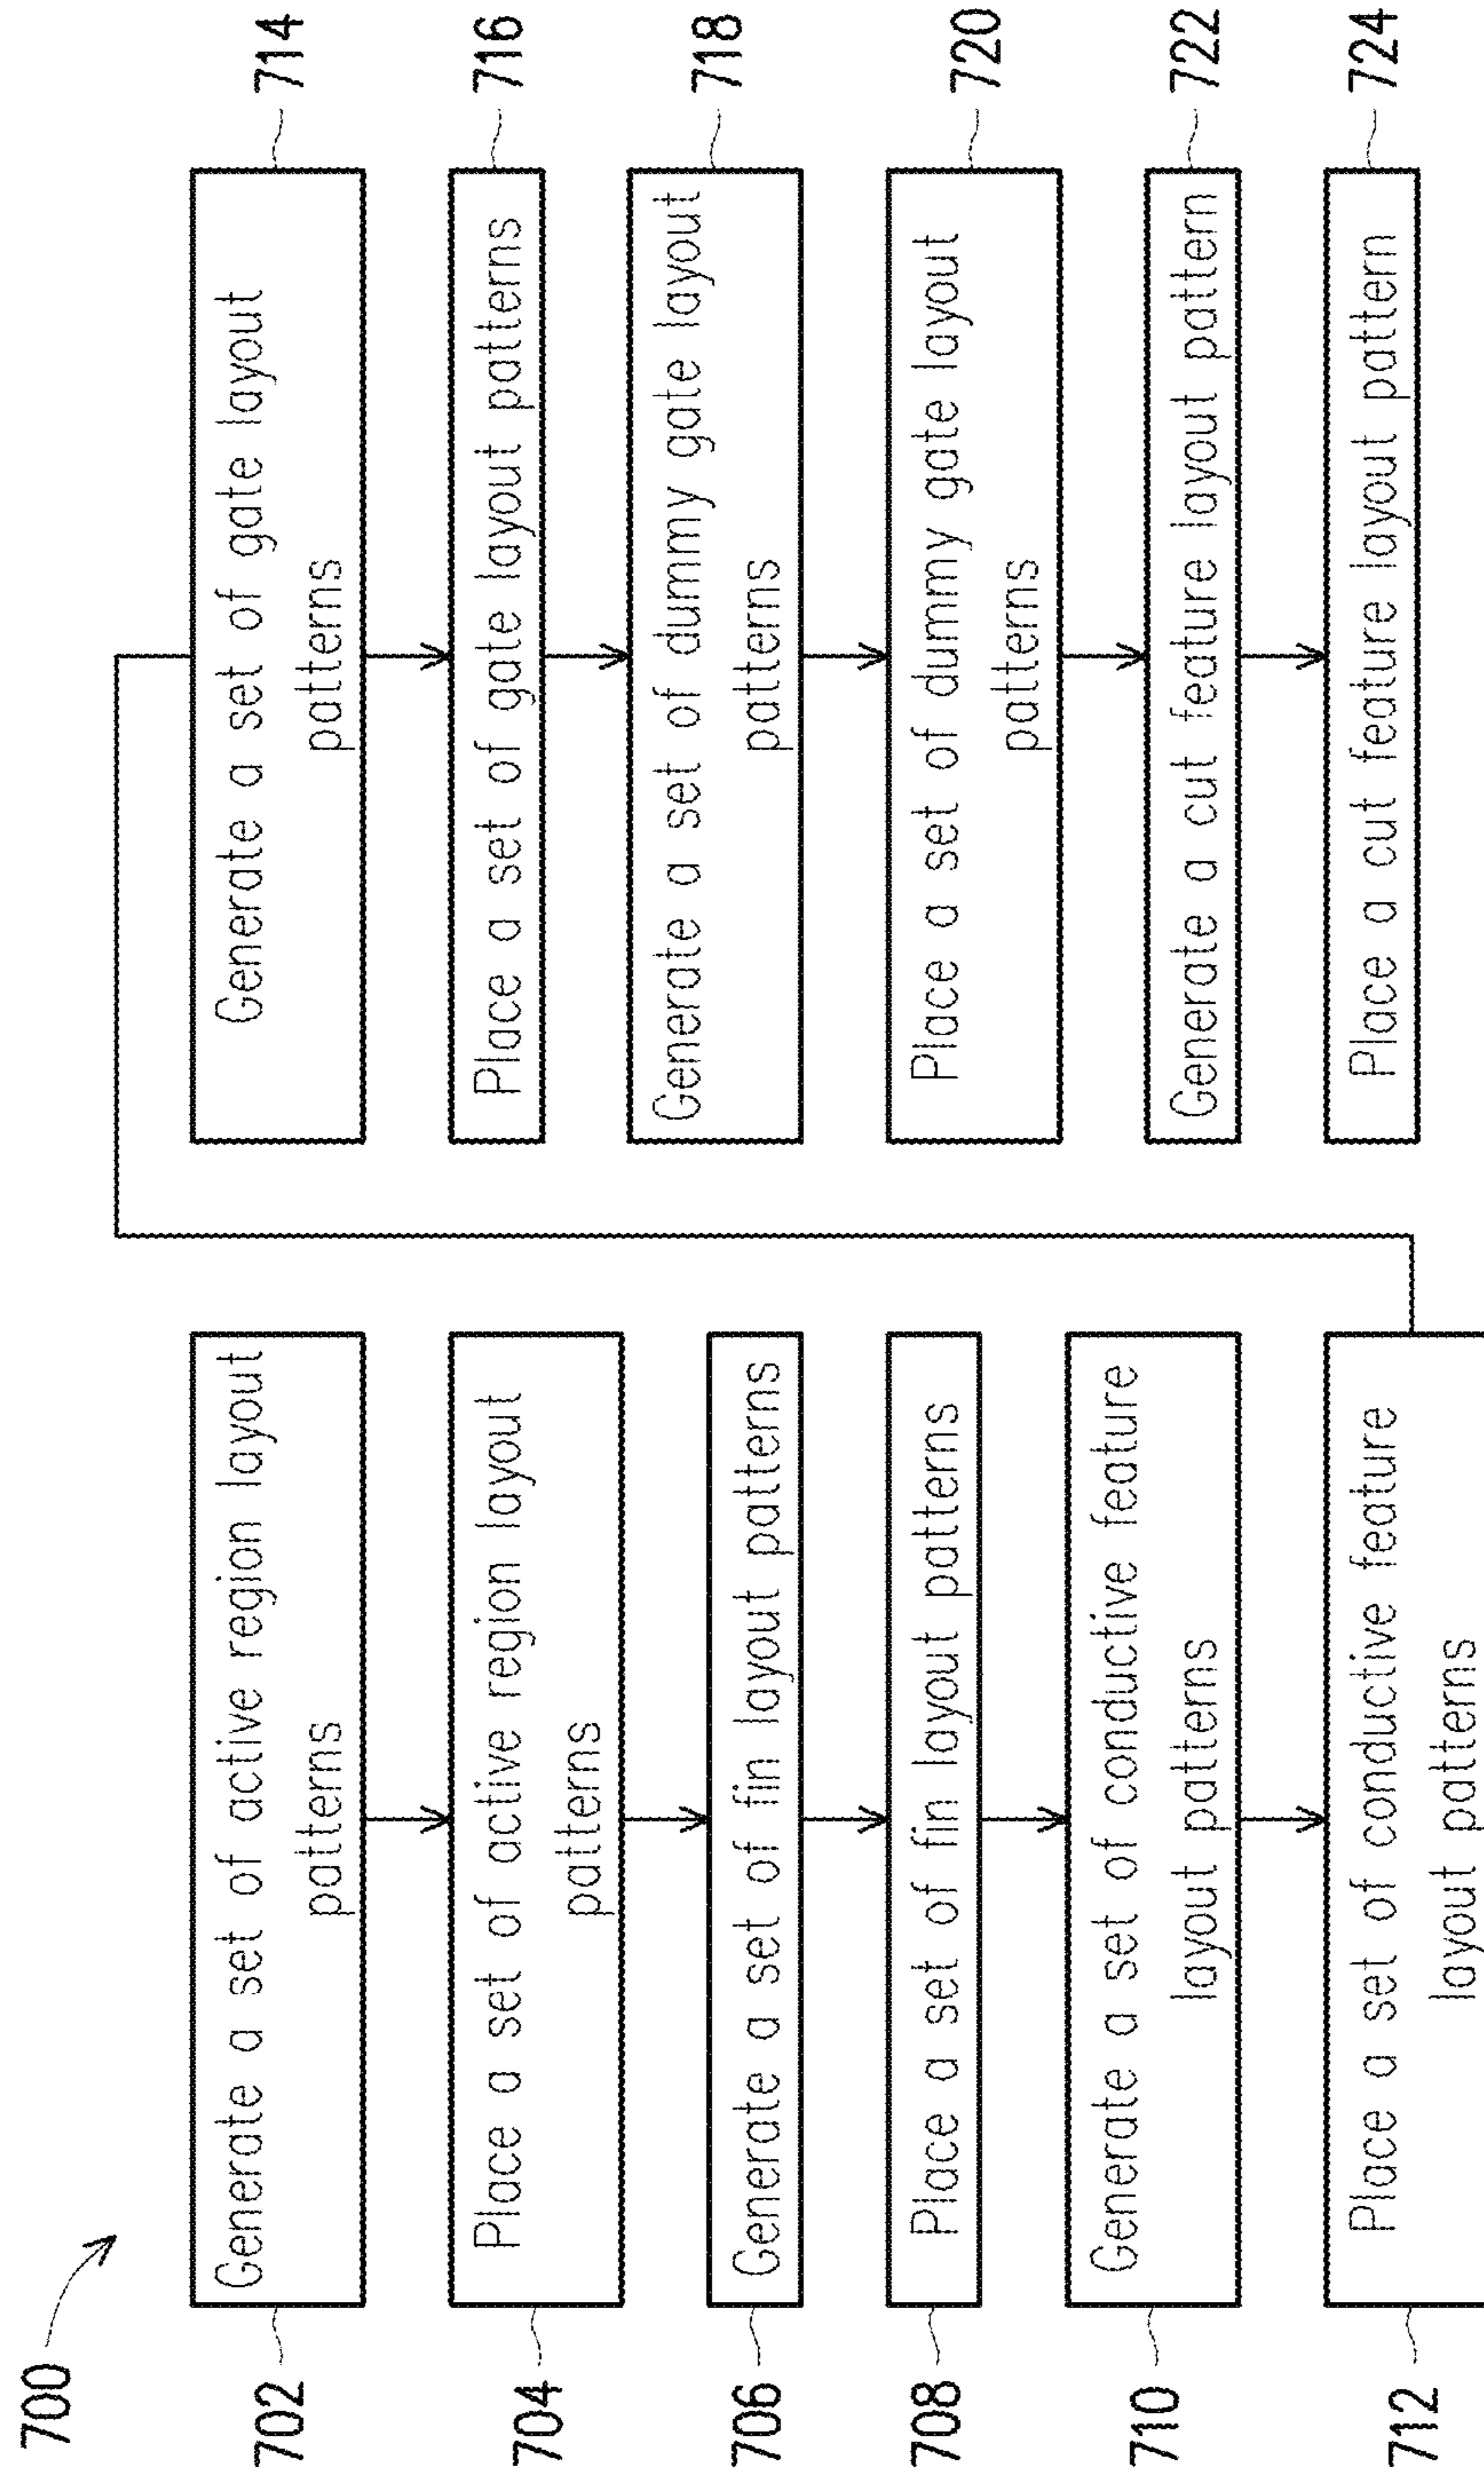 700
702
Generate a set of active region layout
patterns
704
Place a set of active region layout
patterns
706
Generate a set of fin layout patterns
708
Place a set of fin layout patterns
710
Generate a set of conductive feature
layout patterns
712
Place a set of conductive feature
layout patterns
Generate a set of gate layout
patterns
714
Place a set of gate layout patterns
716
Generate a set of dummy gate layout
patterns
718
Place a set of dummy gate layout
patterns
720
Generate a cut feature layout pattern
722
Place a cut feature layout pattern
724